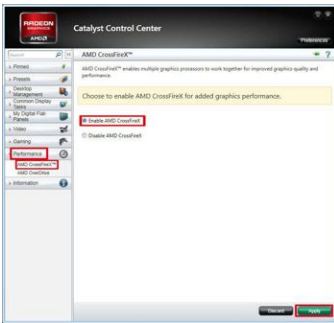 RADEON
GRAPHICS
AMD
Catalyst Control Center
Preferences
Search
AMD CrossFireX™
?
Pinned
Presets
Desktop
Management
Common Display
Tasks
My Digital Flat-
Panels
Video
Gaming
Performance
AMD CrossFireX™
AMD OverDrive
Information
AMD CrossFireX™ enables multiple graphics processors to work together for improved graphics quality and
performance.
Choose to enable AMD CrossFireX for added graphics performance.
Enable AMD CrossFireX
Disable AMD CrossFireX
Discard
Apply